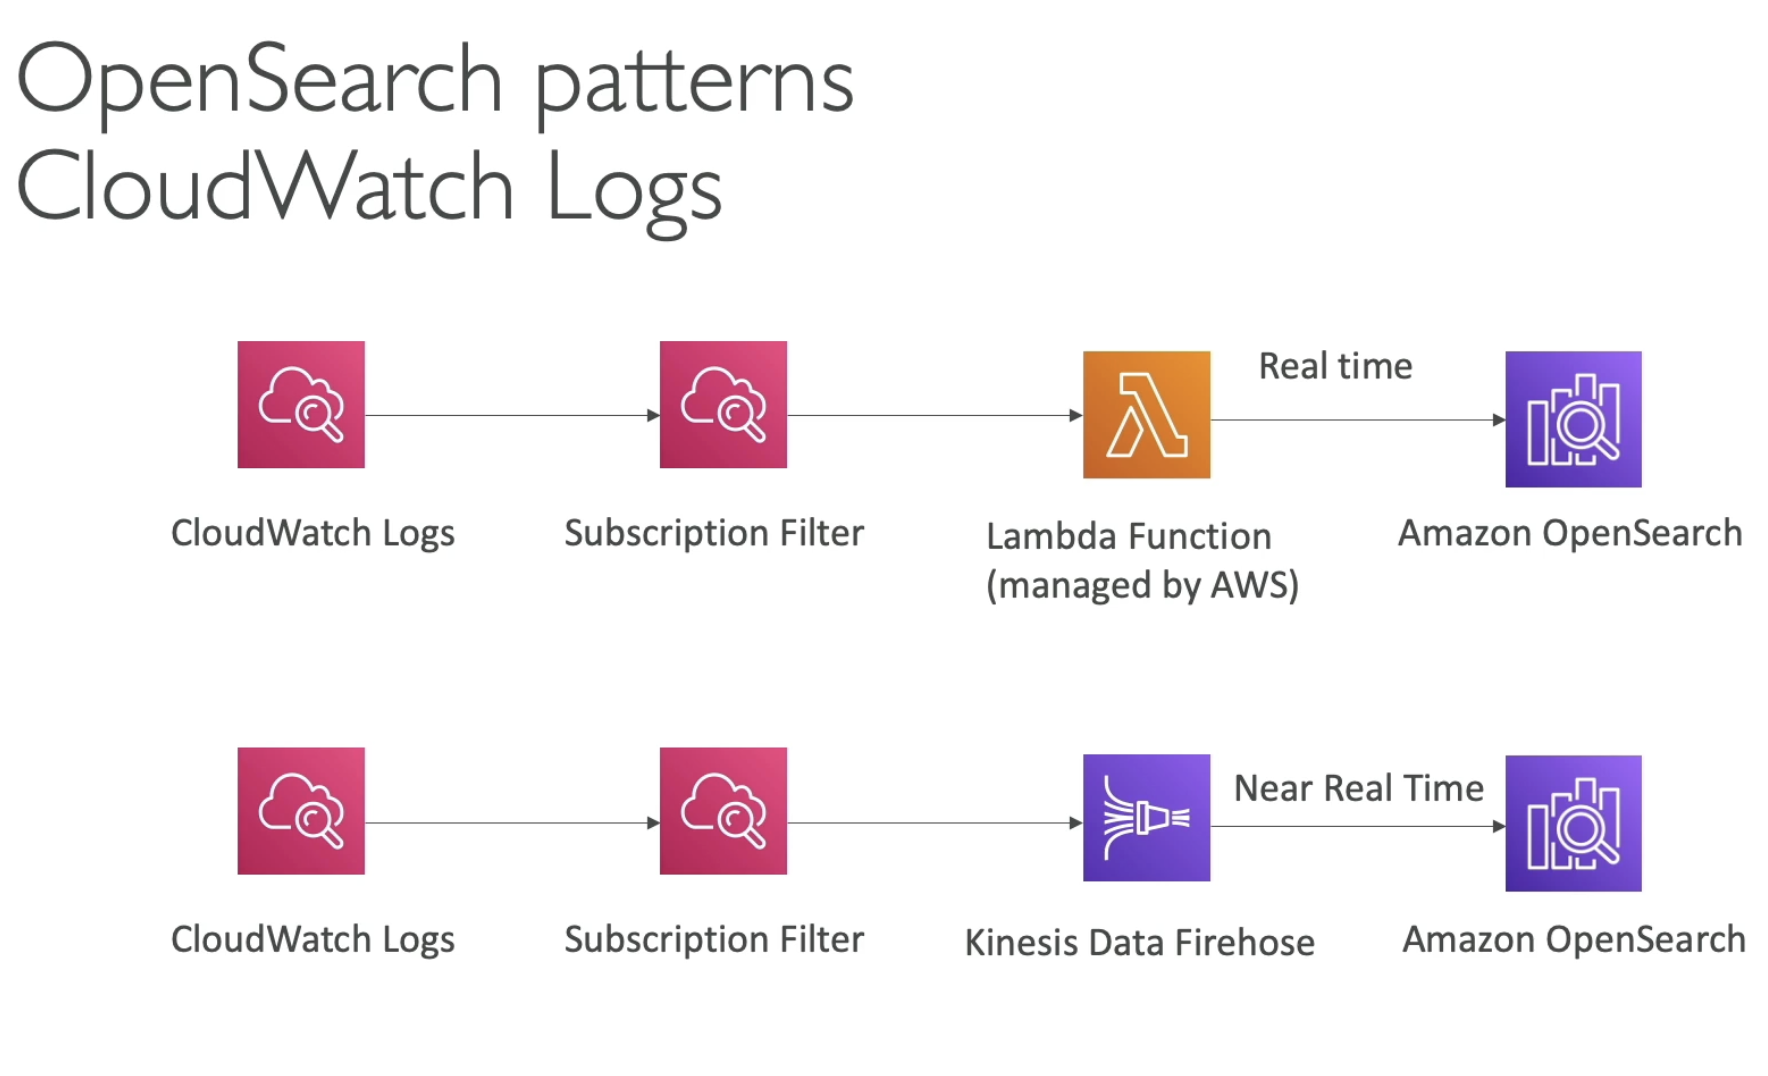 OpenSearch patterns
CloudWatch Logs
Real time
CloudWatch Logs
Subscription Filter
Lambda Function
(managed by AWS)
Amazon OpenSearch
Near Real Time
CloudWatch Logs
Subscription Filter
Kinesis Data Firehose
Amazon OpenSearch